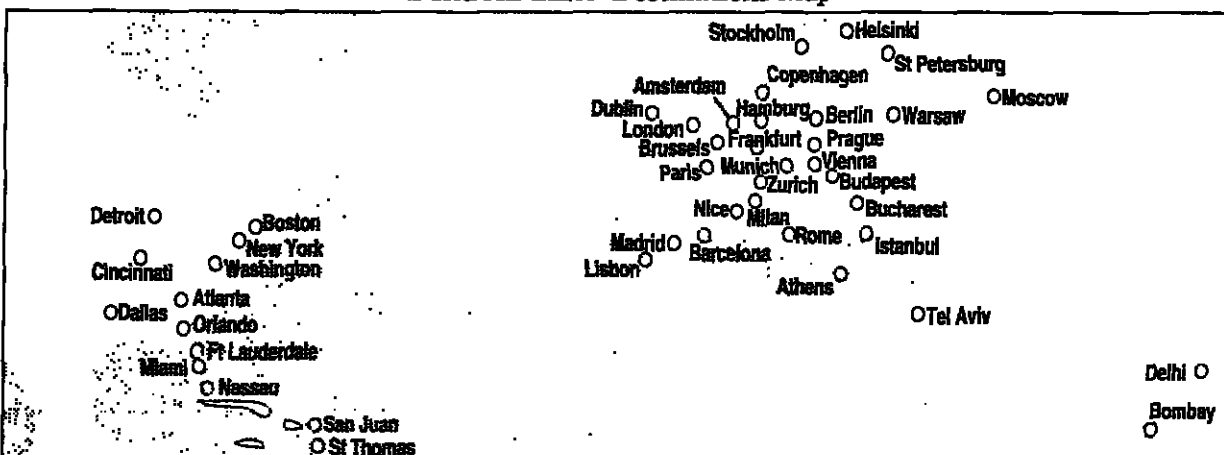 Stockholm
Helsinki
St Petersburg
Copenhagen
Amsterdam
Moscow
Dublin
Hamburg
Berlin
Warsaw
London
Brussels
Frankfurt
Prague
Paris
Munich
Vienna
Zurich
Budapest
Detroit
Boston
Nice
Milan
Bucharest
New York
Madrid
Barcelona
Rome
Istanbul
Cincinnati
Washington
Lisbon
Athens
Atlanta
Dallas
Orlando
Tel Aviv
Ft Lauderdale
Miami
Delhi
Nassau
Bombay
San Juan
St Thomas